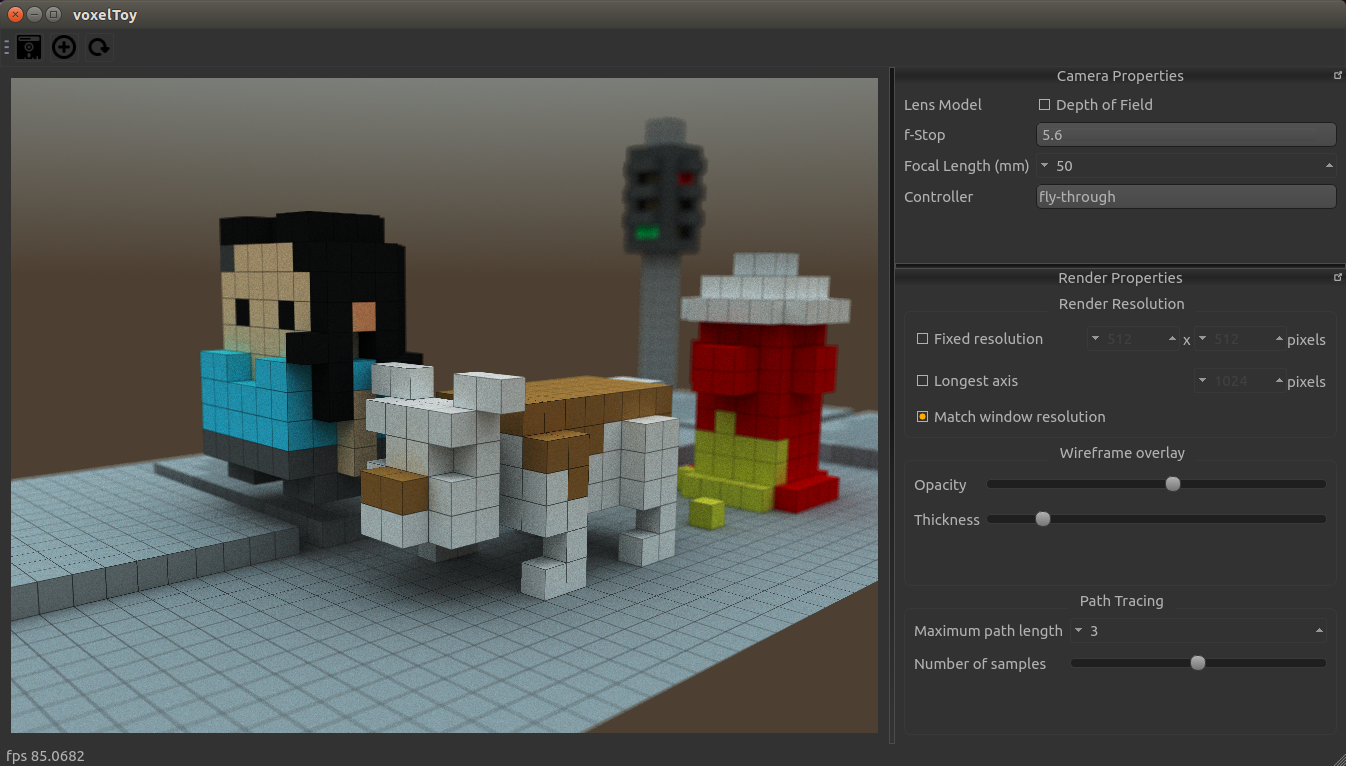 voxelToy
Camera Properties
Lens Model Depth of Field
f-Stop 5.6
Focal Length (mm) 50
Controller fly-through
Render Properties
Render Resolution
Fixed resolution 512 x 512 pixels
Longest axis 1024 pixels
Match window resolution
Wireframe overlay
Opacity
Thickness
Path Tracing
Maximum path length 3
Number of samples
fps 85.0682